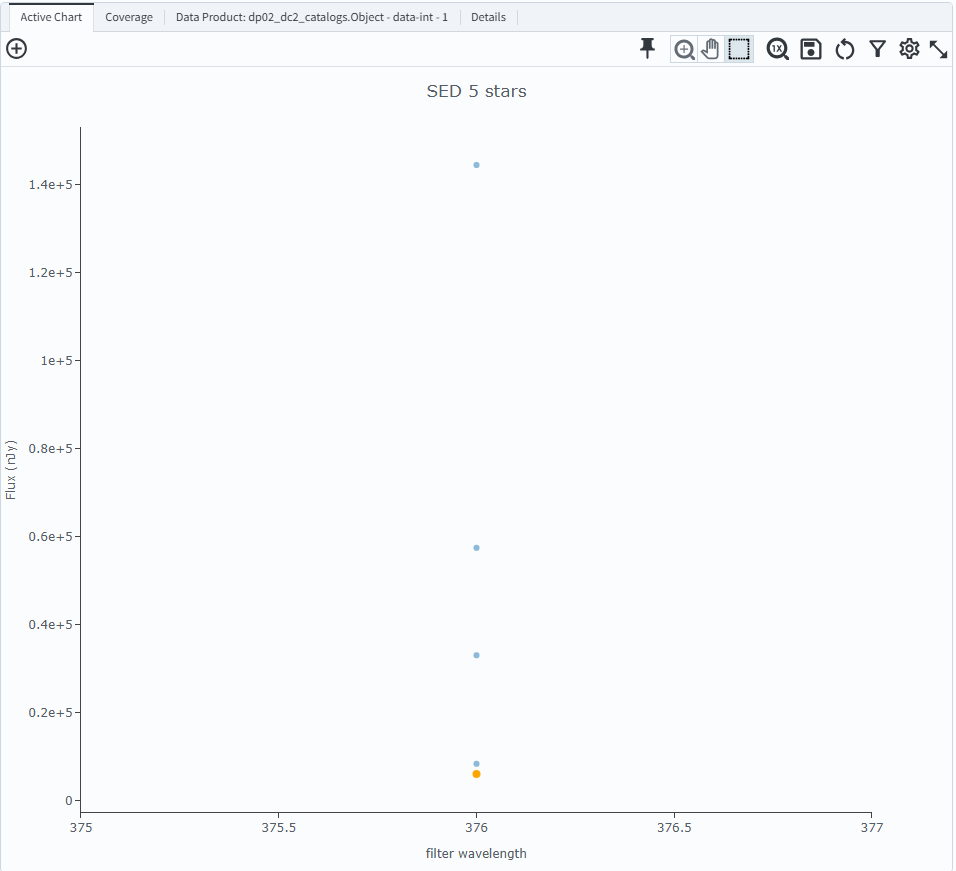 Active Chart Coverage Data Product: dp02_dc2_catalogs.Object - data-int - 1 Details
1X
SED 5 stars
1.4e+5
1.2e+5
1e+5
0.8e+5
0.6e+5
0.4e+5
0.2e+5
0
Flux (nJy)
375 375.5 376 376.5 377
filter wavelength